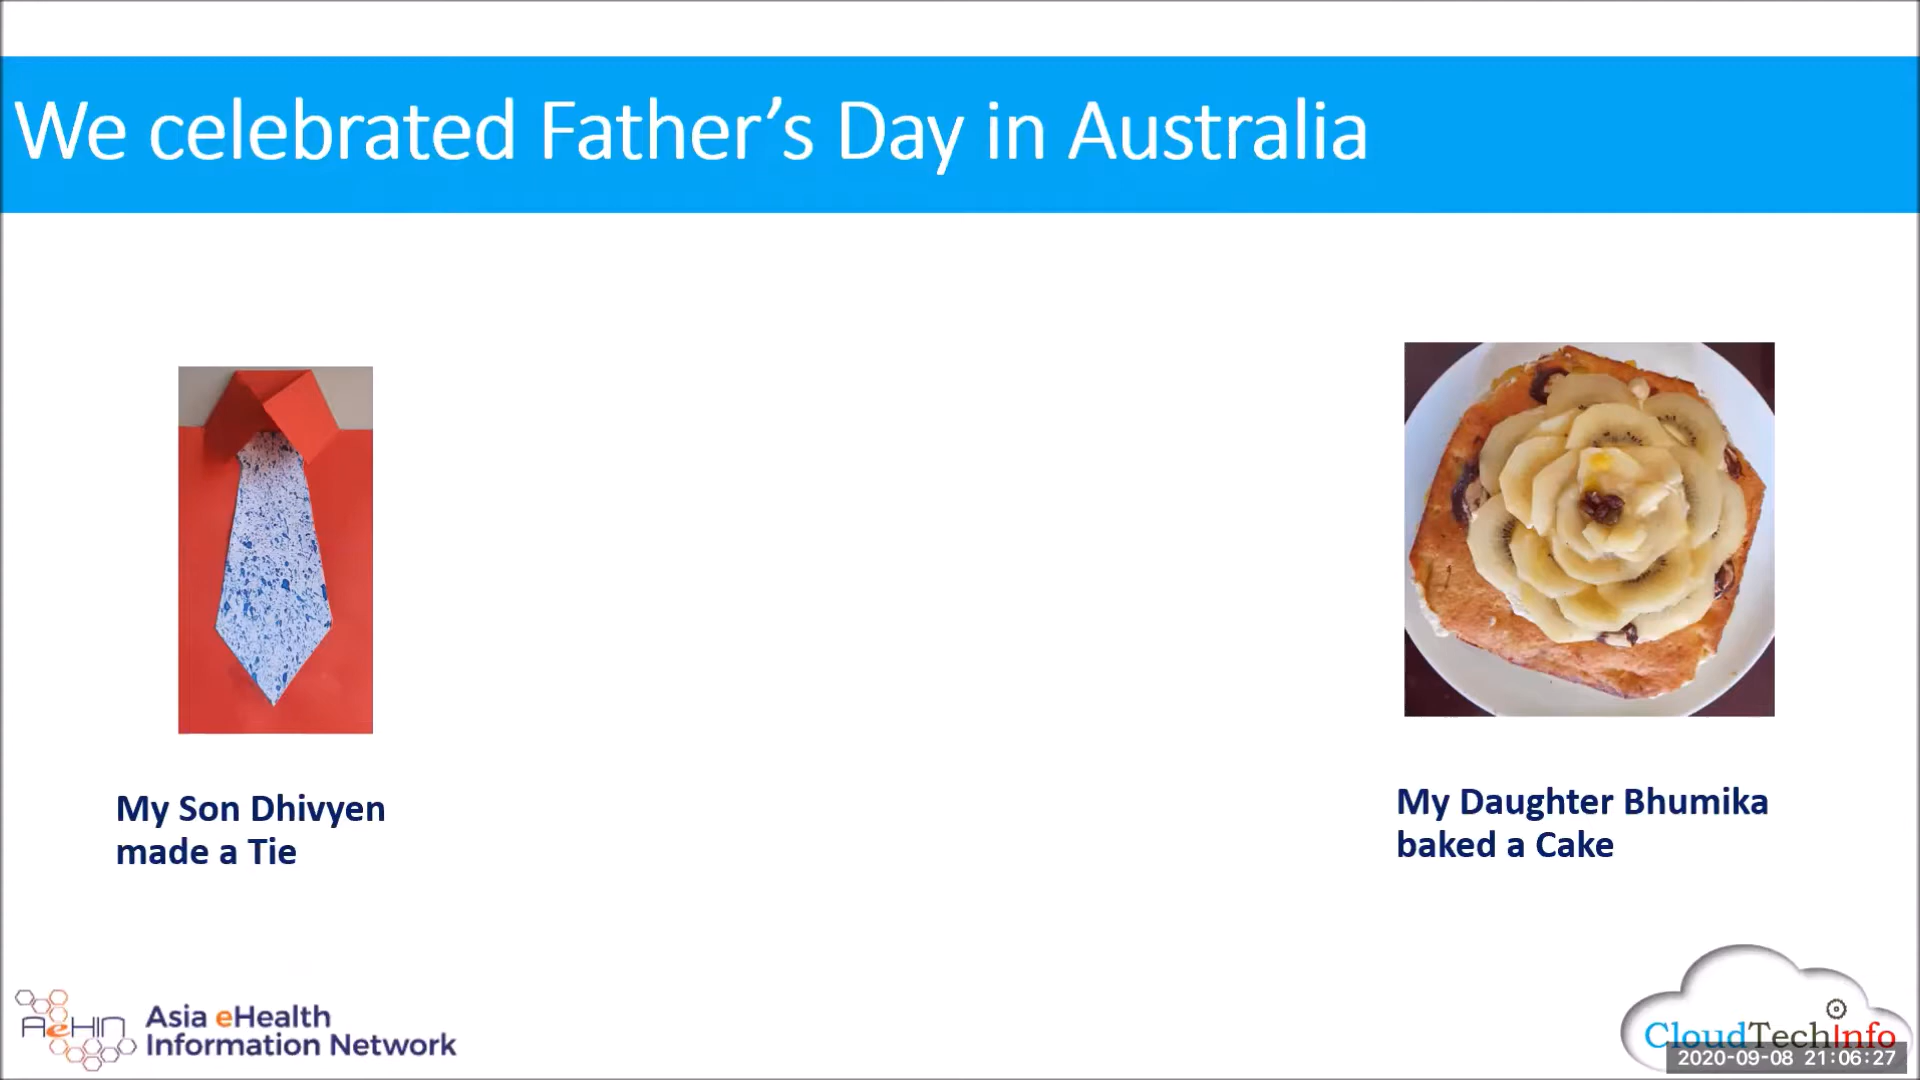 We celebrated Father’s Day in Australia
My Son Dhivyen
made a Tie
My Daughter Bhumika
baked a Cake
AeHIN
Asia eHealth
Information Network
CloudTechInfo
2020-09-08 21:06:27